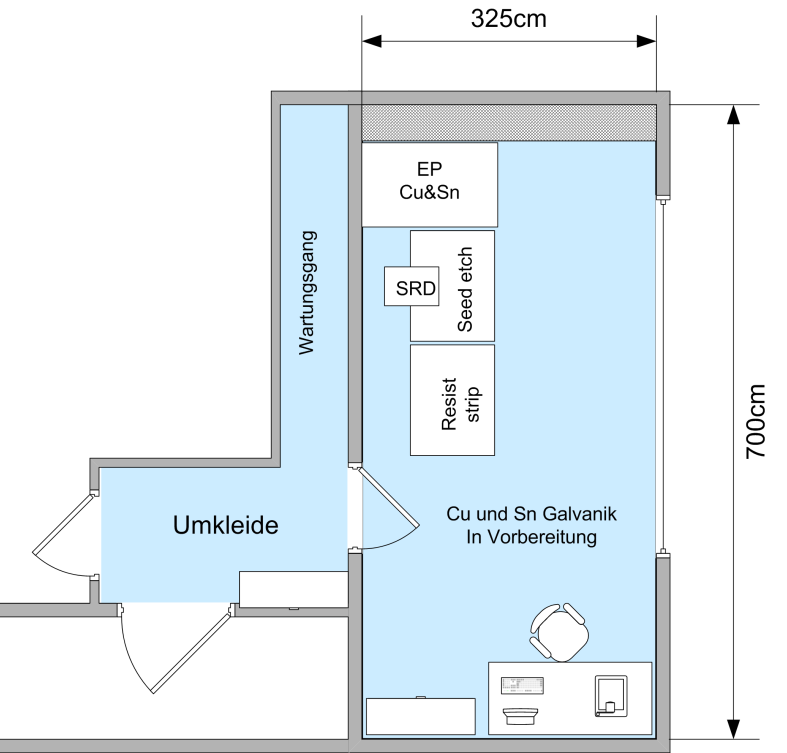 325cm
EP
Cu&Sn
Wartungsgang
SRD
Seed etch
Resist
strip
700cm
Umkleide
Cu und Sn Galvanik
In Vorbereitung